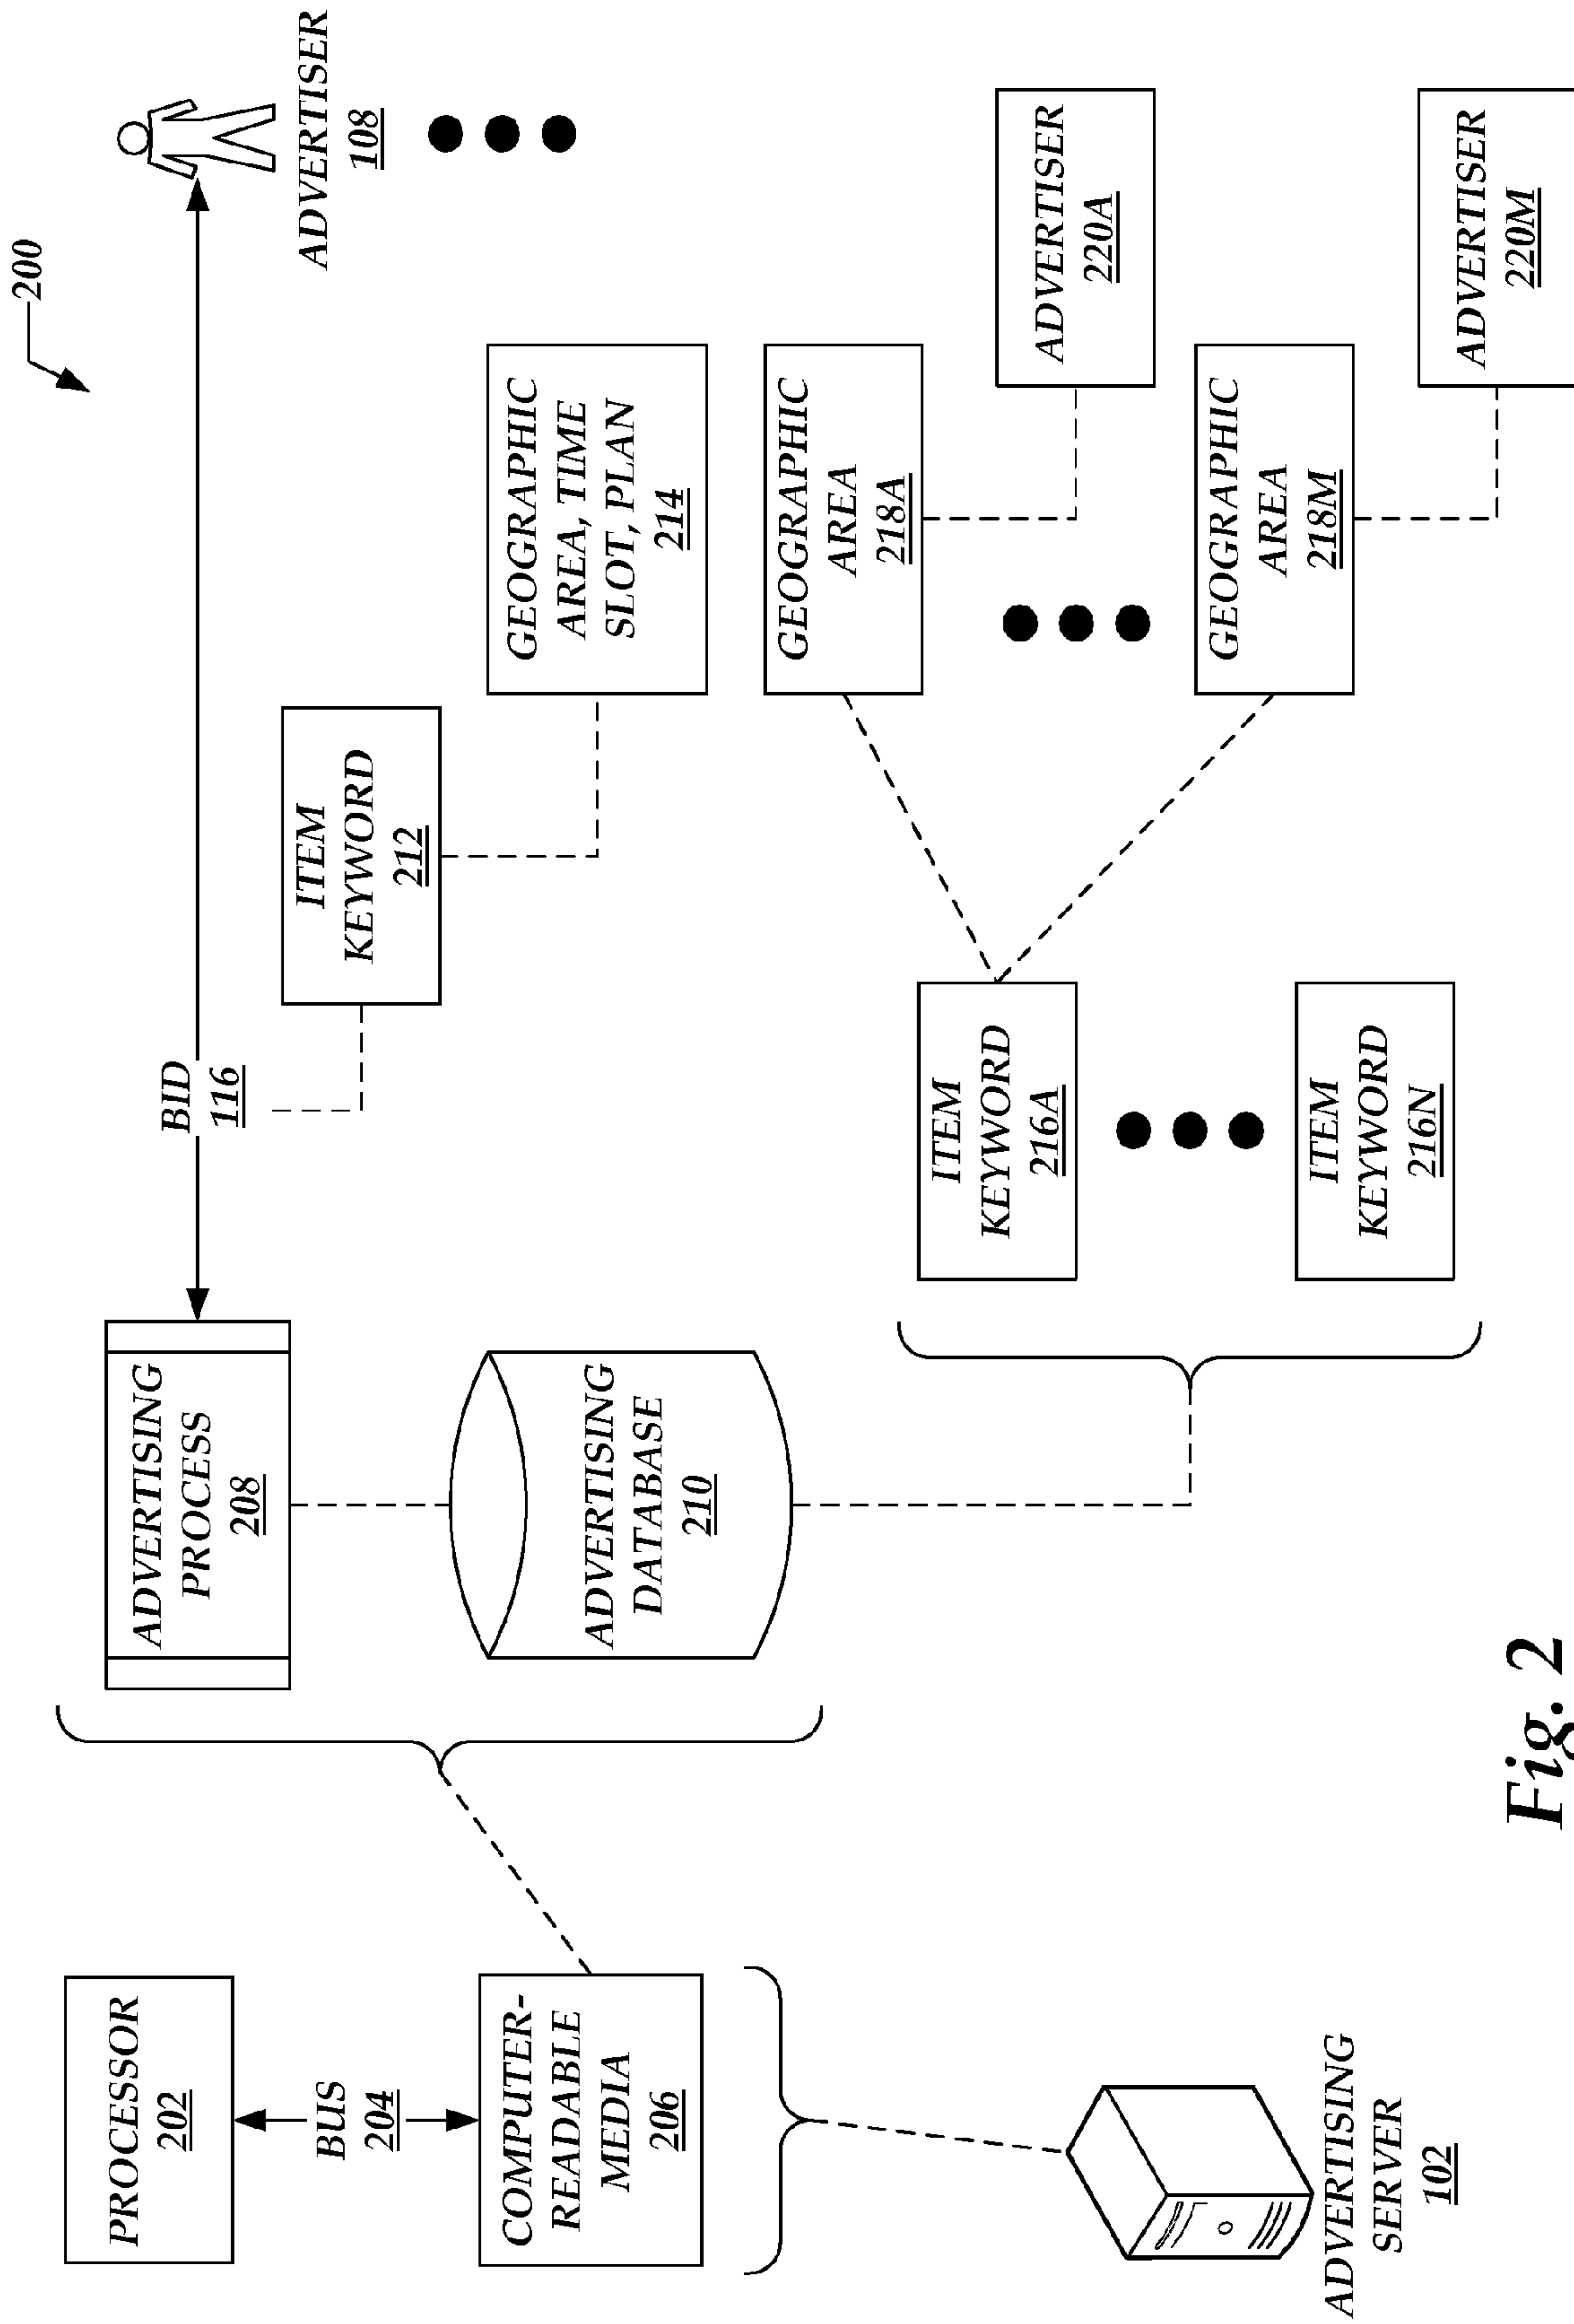 200
PROCESSOR
202
BUS
204
COMPUTER-
READABLE
MEDIA
206
ADVERTISING
SERVER
102
ADVERTISING
PROCESS
208
ADVERTISING
DATABASE
210
BID
116
ADVERTISER
108
ITEM
KEYWORD
212
GEOGRAPHIC
AREA, TIME
SLOT, PLAN
214
ITEM
KEYWORD
216A
ITEM
KEYWORD
216N
GEOGRAPHIC
AREA
218A
GEOGRAPHIC
AREA
218M
ADVERTISER
220A
ADVERTISER
220M
Fig. 2